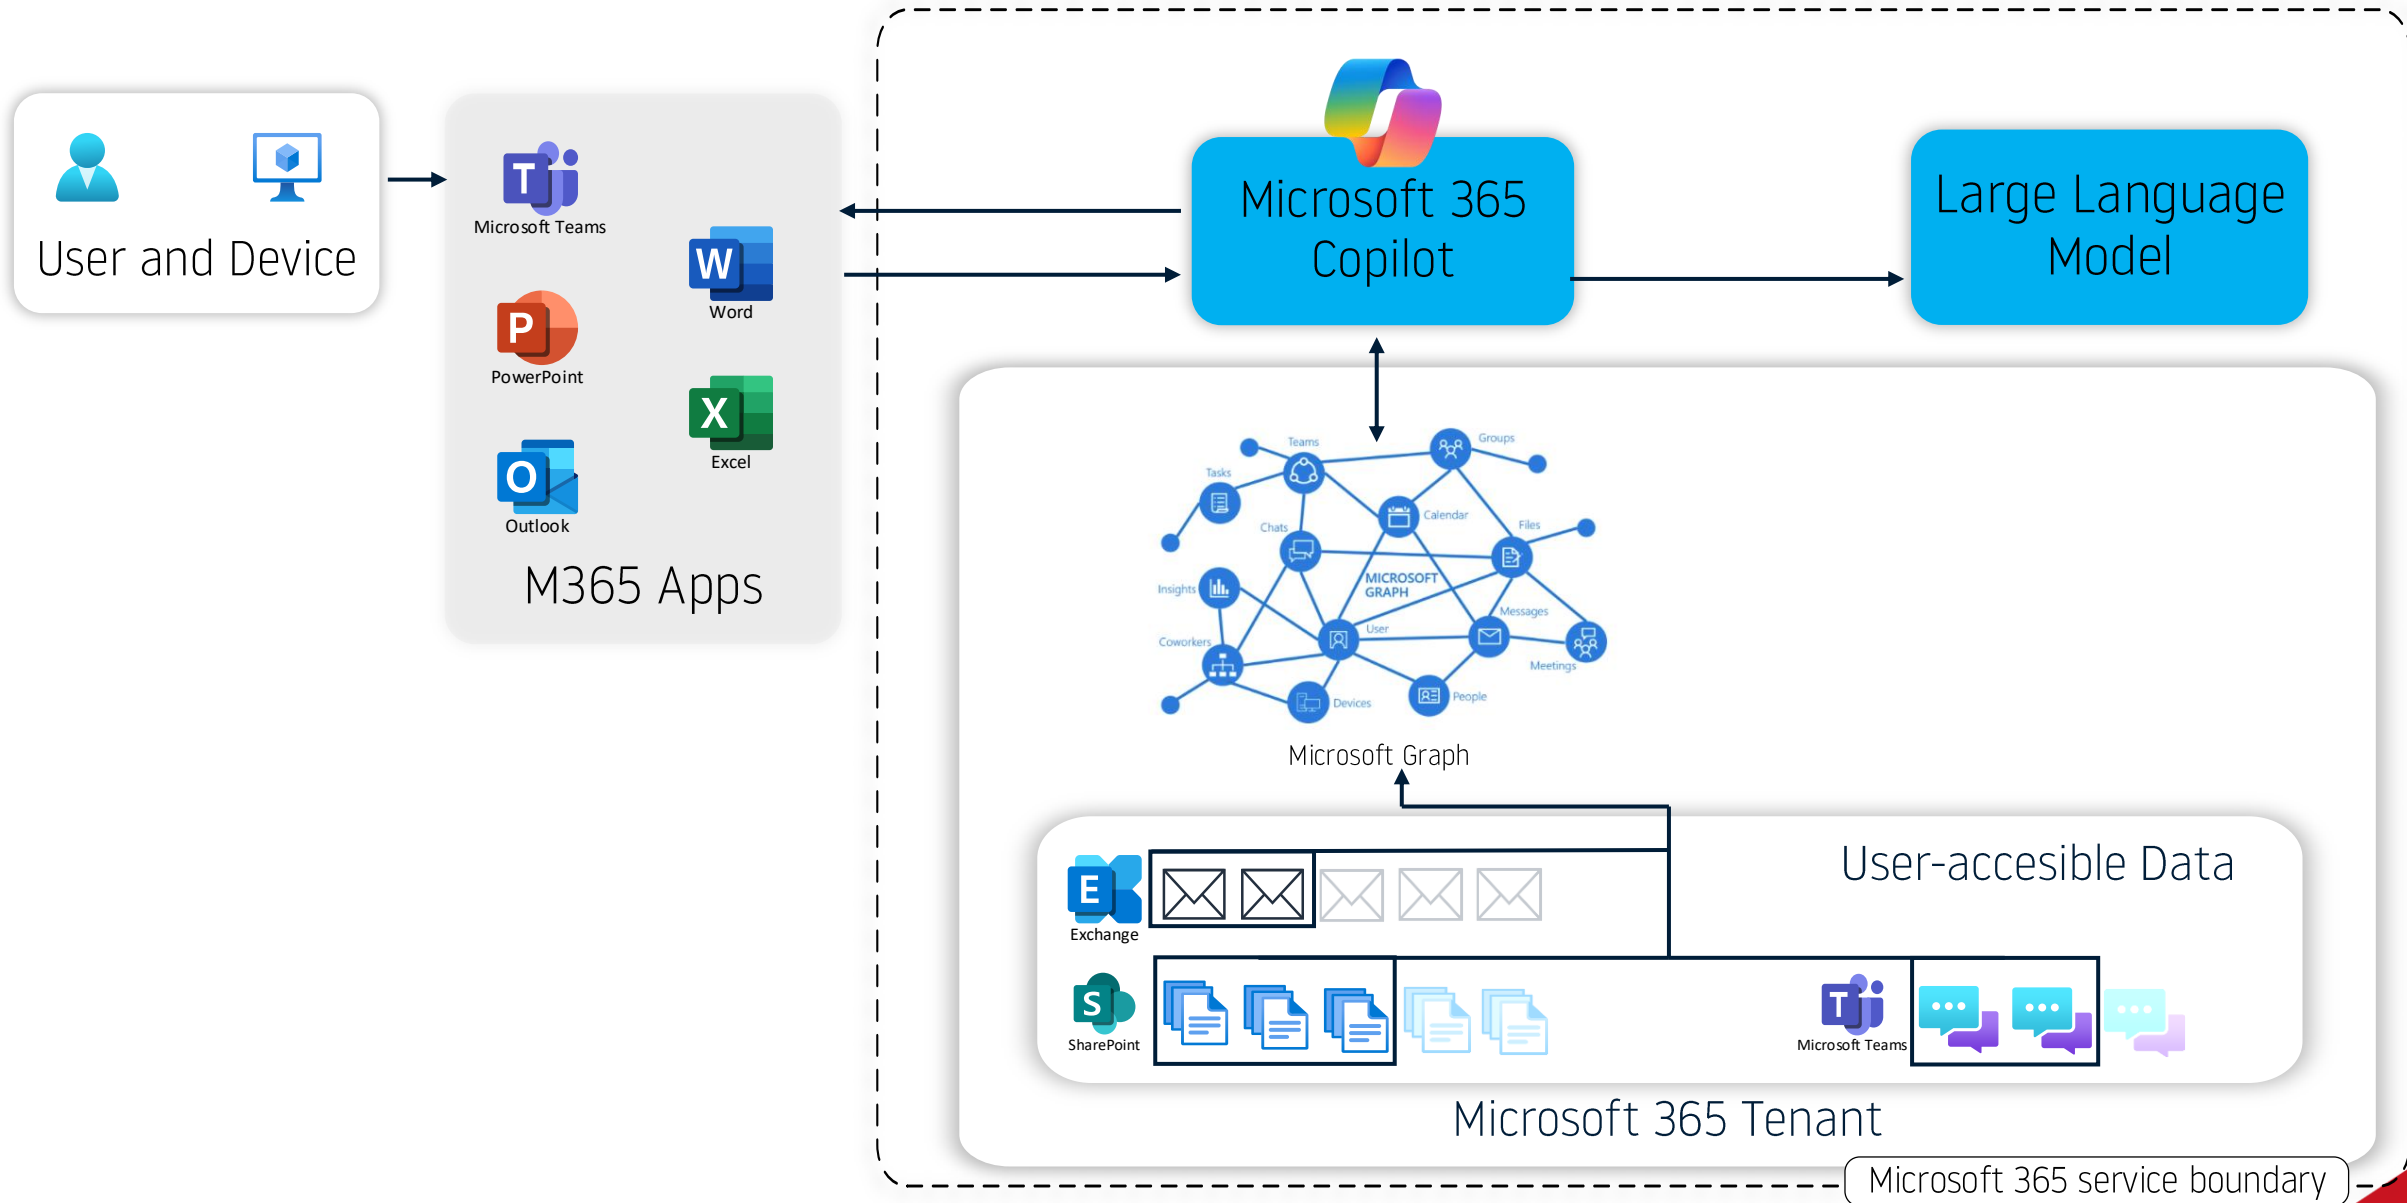 User and Device
T
Microsoft Teams
W
Word
P
PowerPoint
X
Excel
O
Outlook
M365 Apps
Microsoft 365
Copilot
Large Language
Model
Teams
Groups
Tasks
Calendar
Chats
Files
MICROSOFT
GRAPH
Insights
Messages
User
Coworkers
Meetings
Devices
People
Microsoft Graph
User-accesible Data
E
Exchange
S
SharePoint
T
Microsoft Teams
Microsoft 365 Tenant
Microsoft 365 service boundary